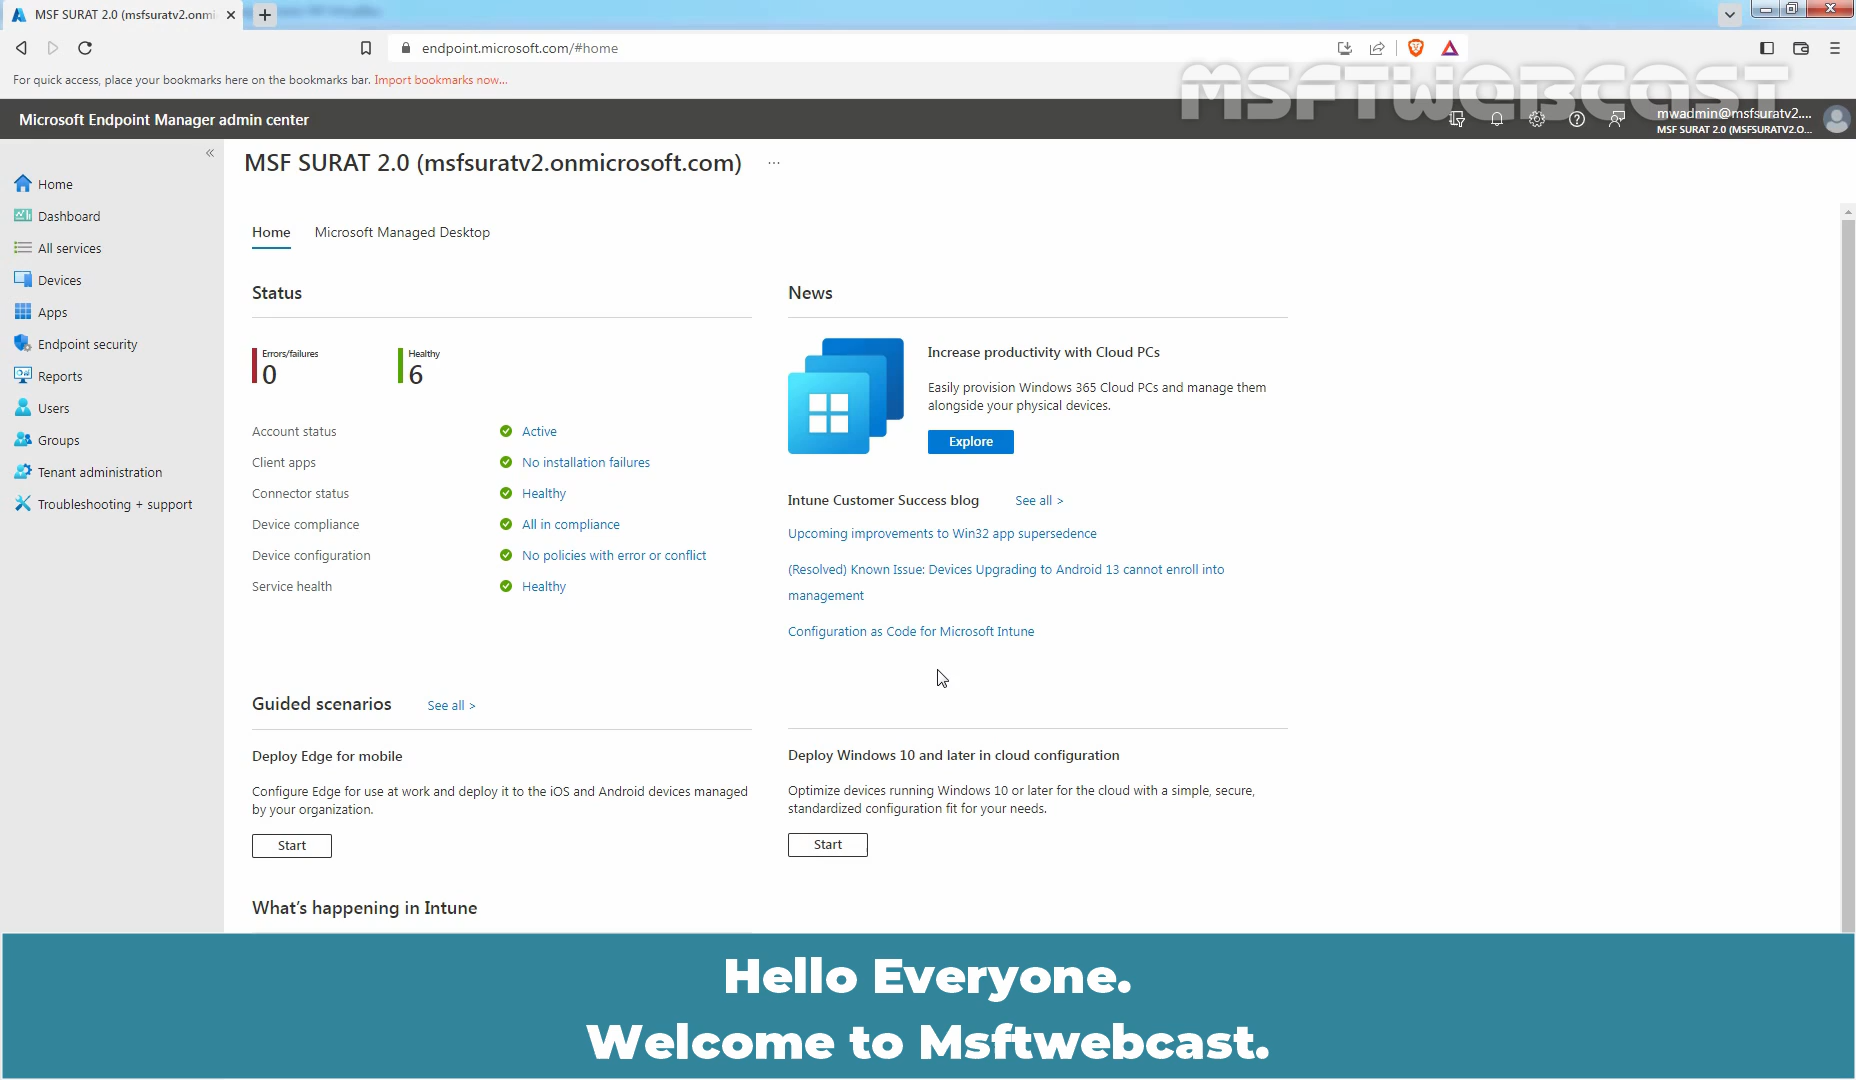 MSF SURAT 2.0 (msfsuratv2.onmi
endpoint.microsoft.com/#home
For quick access, place your bookmarks here on the bookmarks bar. Import bookmarks now...
MSFTWEBCAST
Microsoft Endpoint Manager admin center
mwadmin@msfsuratv2....
MSF SURAT 2.0 (MSFSURATV2.O...
MSF SURAT 2.0 (msfsuratv2.onmicrosoft.com) ...
Home
Dashboard
All services
Devices
Apps
Endpoint security
Reports
Users
Groups
Tenant administration
Troubleshooting + support
Home Microsoft Managed Desktop
Status
Errors/failures
0
Healthy
6
Account status Active
Client apps No installation failures
Connector status Healthy
Device compliance All in compliance
Device configuration No policies with error or conflict
Service health Healthy
News
Increase productivity with Cloud PCs
Easily provision Windows 365 Cloud PCs and manage them
alongside your physical devices.
Explore
Intune Customer Success blog See all >
Upcoming improvements to Win32 app supersedence
(Resolved) Known Issue: Devices Upgrading to Android 13 cannot enroll into
management
Configuration as Code for Microsoft Intune
Guided scenarios See all >
Deploy Edge for mobile
Configure Edge for use at work and deploy it to the iOS and Android devices managed
by your organization.
Start
Deploy Windows 10 and later in cloud configuration
Optimize devices running Windows 10 or later for the cloud with a simple, secure,
standardized configuration fit for your needs.
Start
What's happening in Intune
Hello Everyone.
Welcome to Msftwebcast.